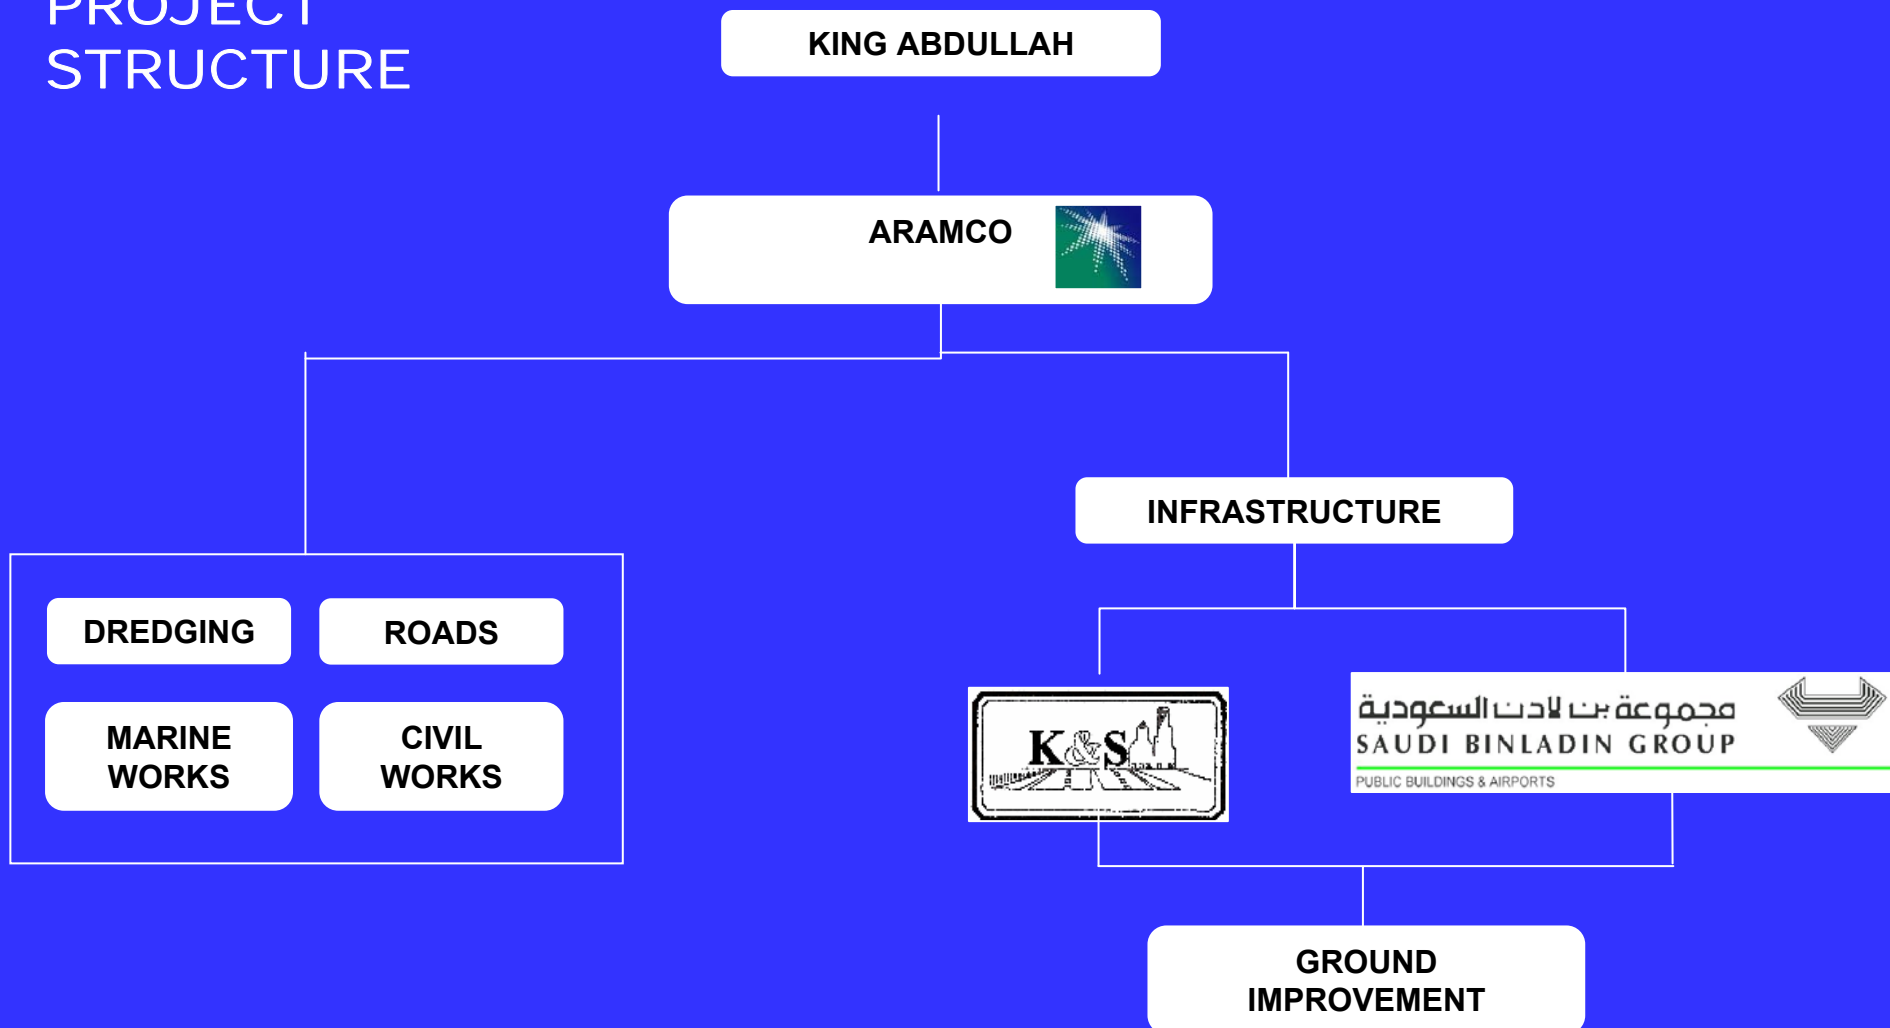 PROJECT
STRUCTURE
KING ABDULLAH
ARAMCO
INFRASTRUCTURE
DREDGING
ROADS
MARINE
WORKS
CIVIL
WORKS
K&S
مجموعة بن لادن السعودية
SAUDI BINLADIN GROUP
PUBLIC BUILDINGS & AIRPORTS
GROUND
IMPROVEMENT